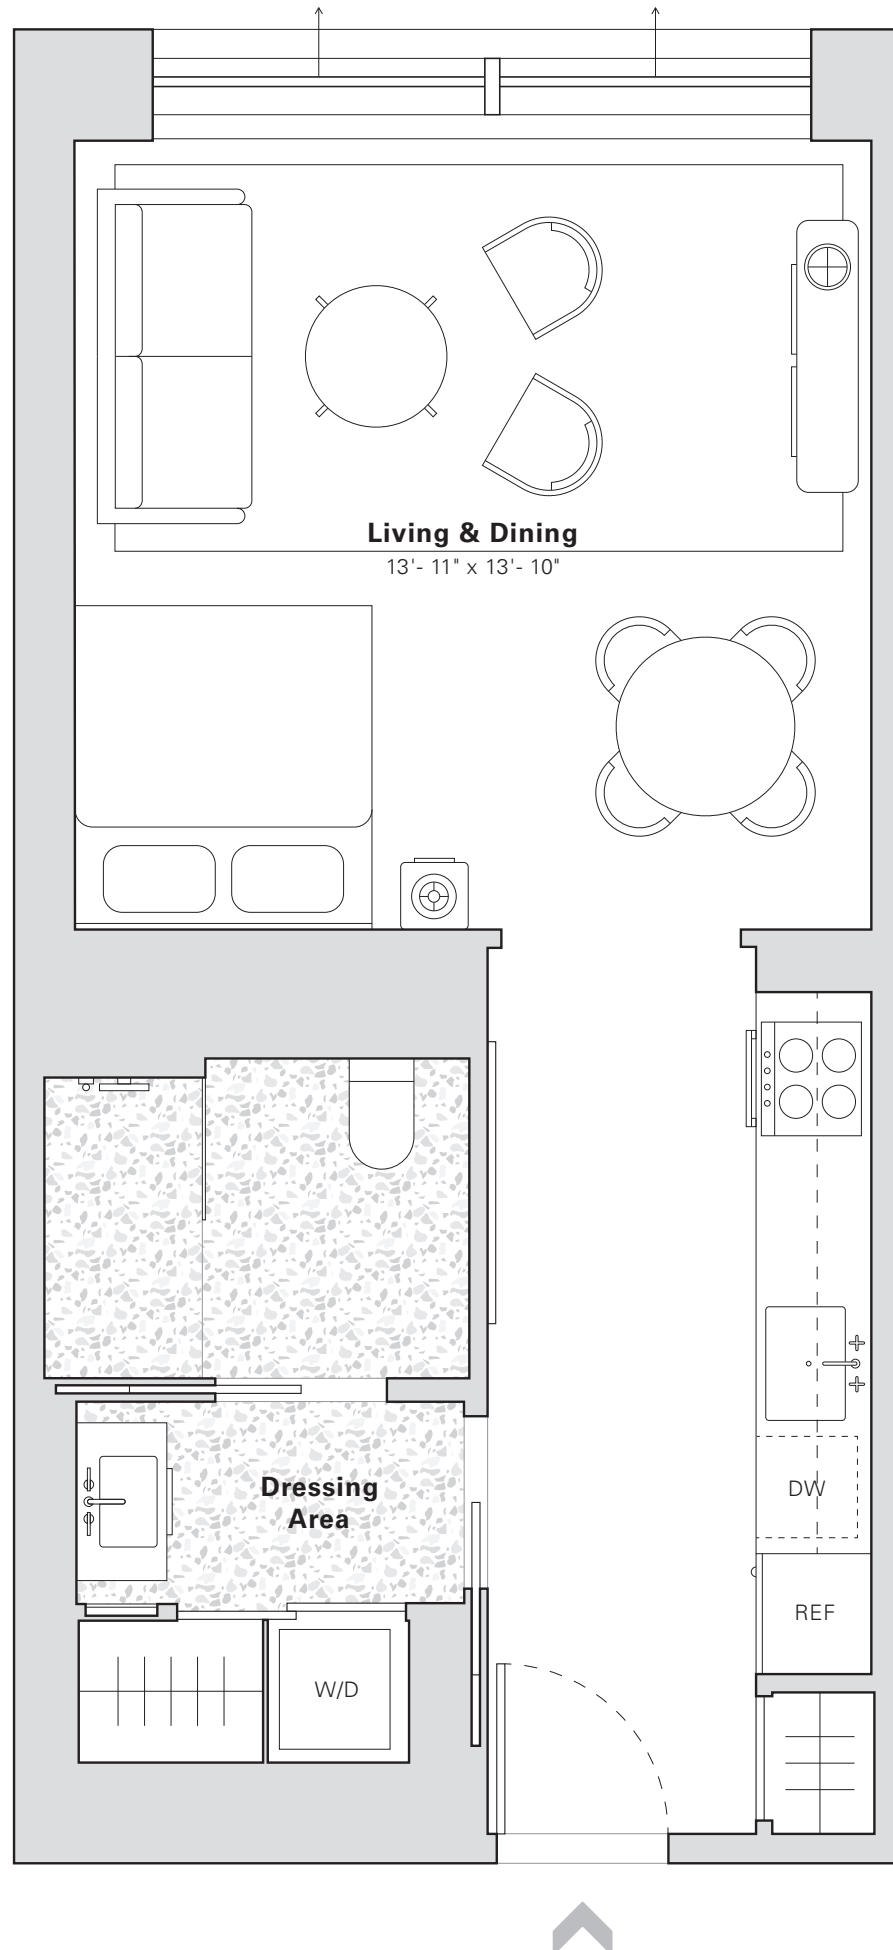 Living & Dining
13'- 11" x 13'- 10"
DW
Dressing
Area
REF
W/D